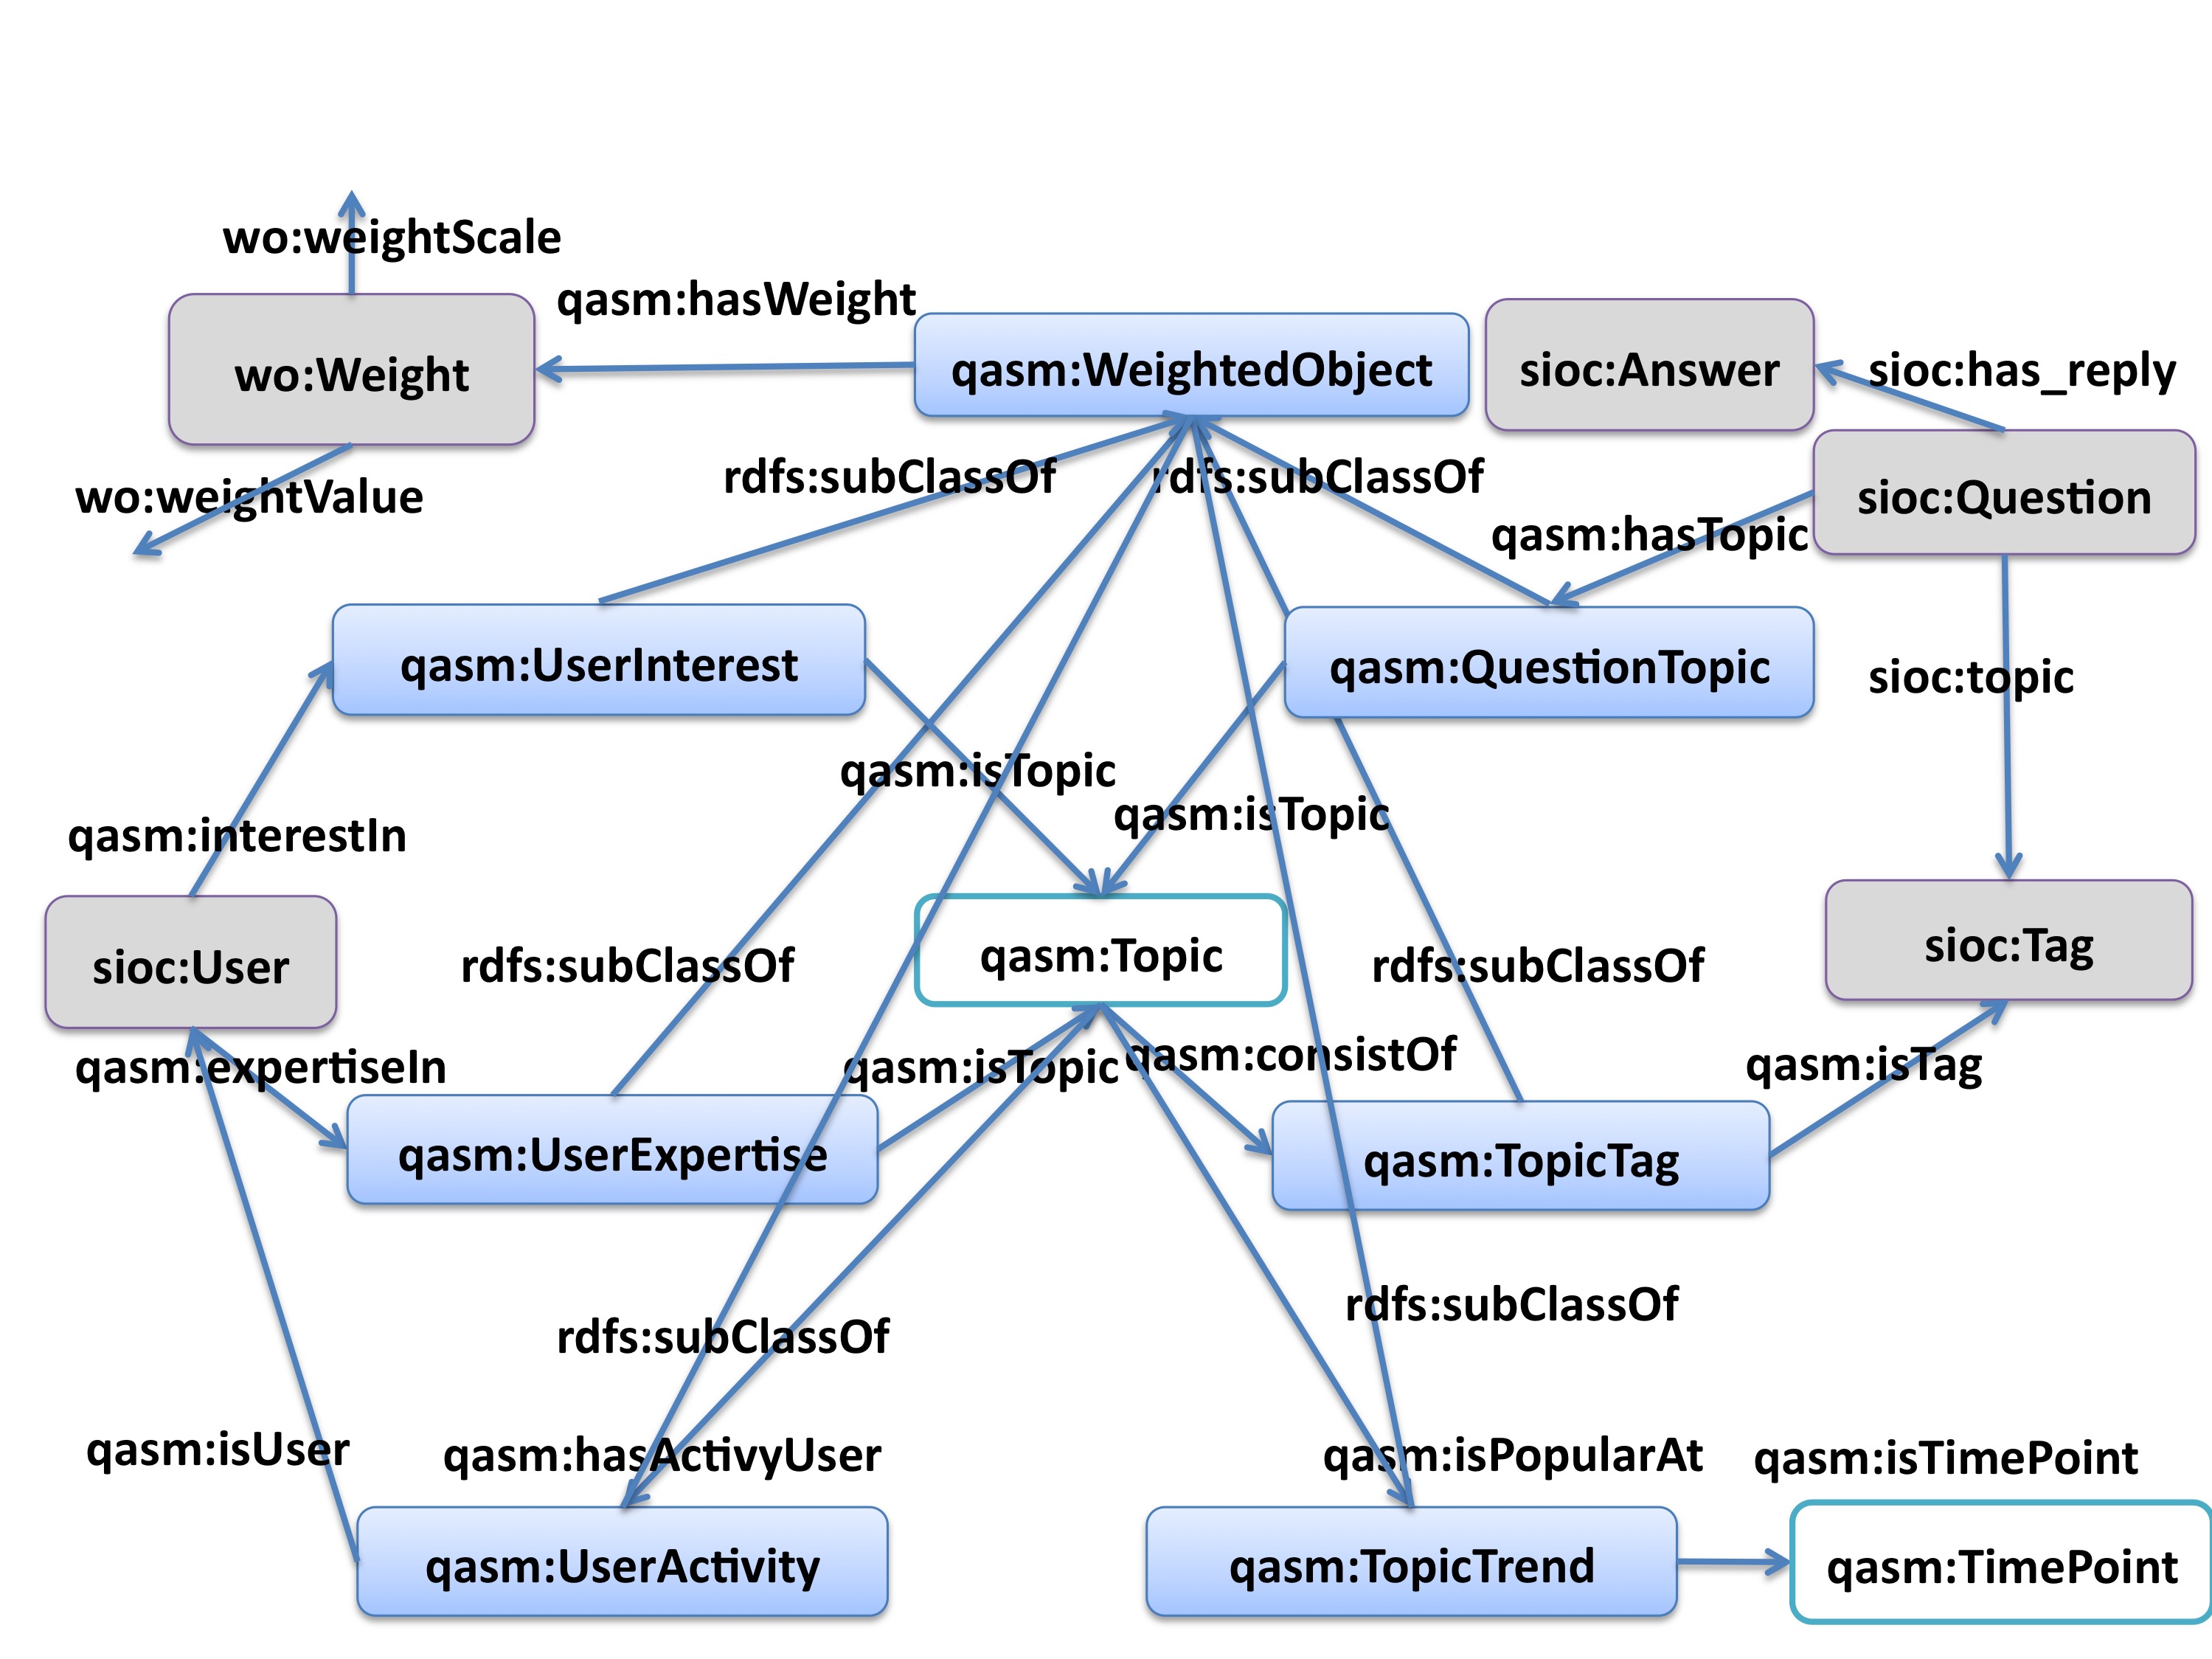 wo:weightScale
qasm:hasWeight
wo:Weight
qasm:WeightedObject
sioc:Answer
sioc:has_reply
wo:weightValue
rdfs:subClassOf
rdfs:subClassOf
sioc:Question
qasm:hasTopic
qasm:UserInterest
qasm:QuestionTopic
sioc:topic
qasm:isTopic
qasm:isTopic
qasm:interestIn
sioc:User
rdfs:subClassOf
qasm:Topic
rdfs:subClassOf
sioc:Tag
qasm:expertiseIn
qasm:isTopic
qasm:consistOf
qasm:isTag
qasm:UserExpertise
qasm:TopicTag
rdfs:subClassOf
rdfs:subClassOf
qasm:isUser
qasm:hasActivyUser
qasm:isPopularAt
qasm:isTimePoint
qasm:UserActivity
qasm:TopicTrend
qasm:TimePoint